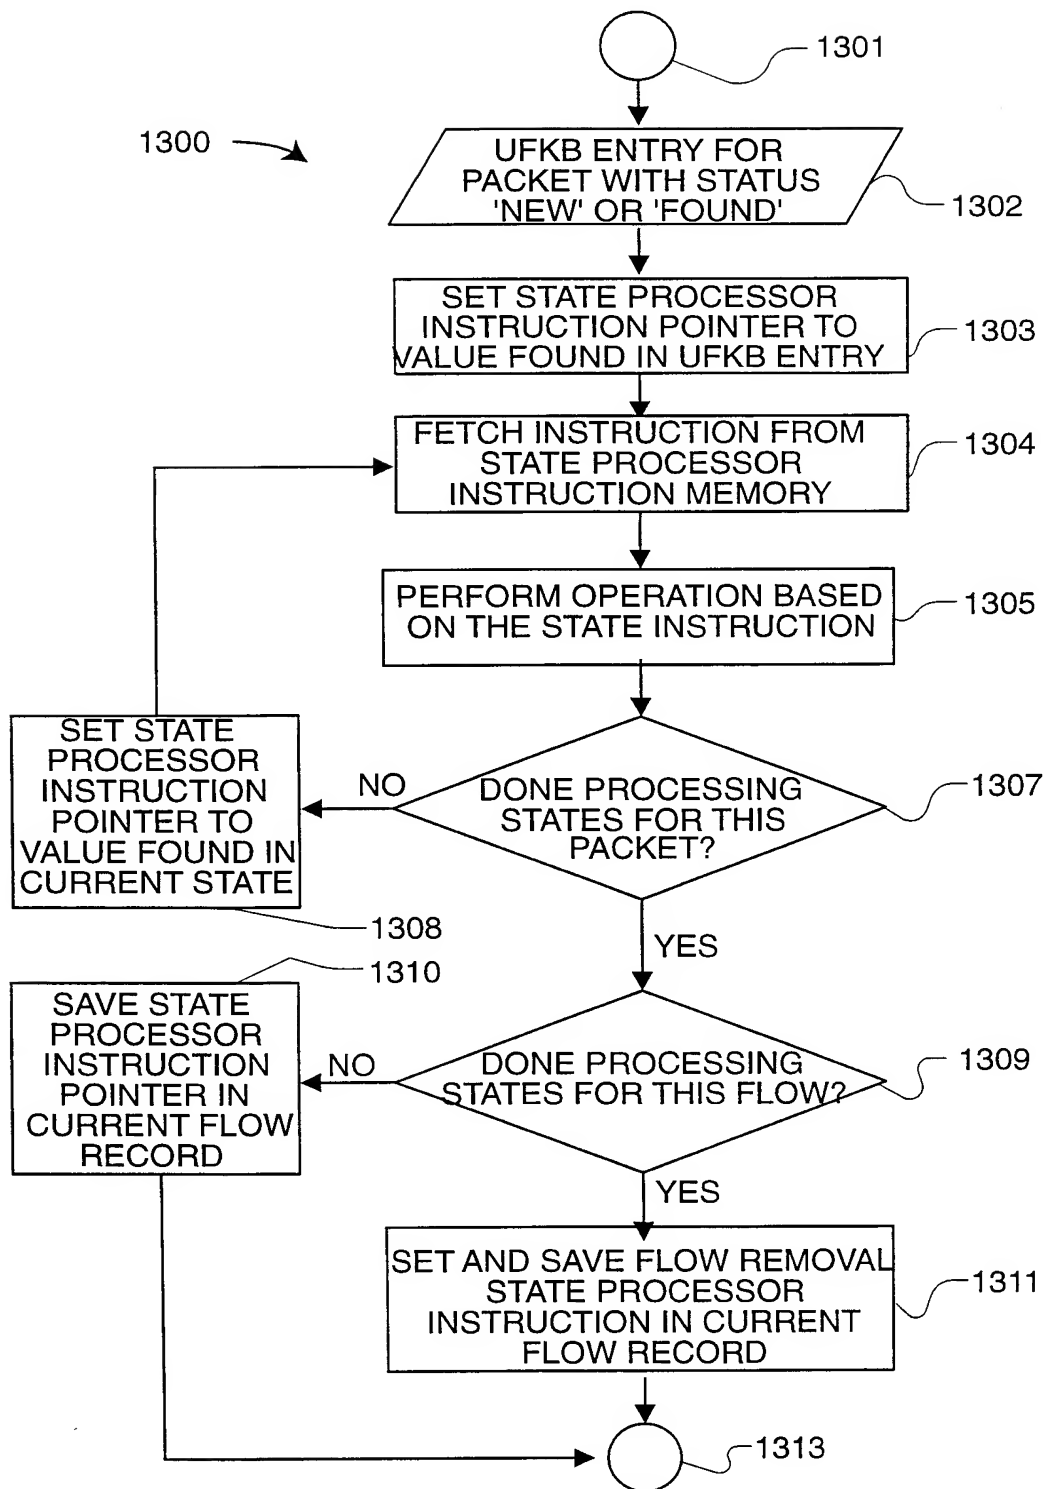 1301
1300
UFKB ENTRY FOR
PACKET WITH STATUS
'NEW' OR 'FOUND'
1302
SET STATE PROCESSOR
INSTRUCTION POINTER TO
VALUE FOUND IN UFKB ENTRY
1303
FETCH INSTRUCTION FROM
STATE PROCESSOR
INSTRUCTION MEMORY
1304
PERFORM OPERATION BASED
ON THE STATE INSTRUCTION
1305
DONE PROCESSING
STATES FOR THIS
PACKET?
1307
NO
SET STATE
PROCESSOR
INSTRUCTION
POINTER TO
VALUE FOUND IN
CURRENT STATE
1308
YES
1310
SAVE STATE
PROCESSOR
INSTRUCTION
POINTER IN
CURRENT FLOW
RECORD
NO
DONE PROCESSING
STATES FOR THIS FLOW?
1309
YES
SET AND SAVE FLOW REMOVAL
STATE PROCESSOR
INSTRUCTION IN CURRENT
FLOW RECORD
1311
1313